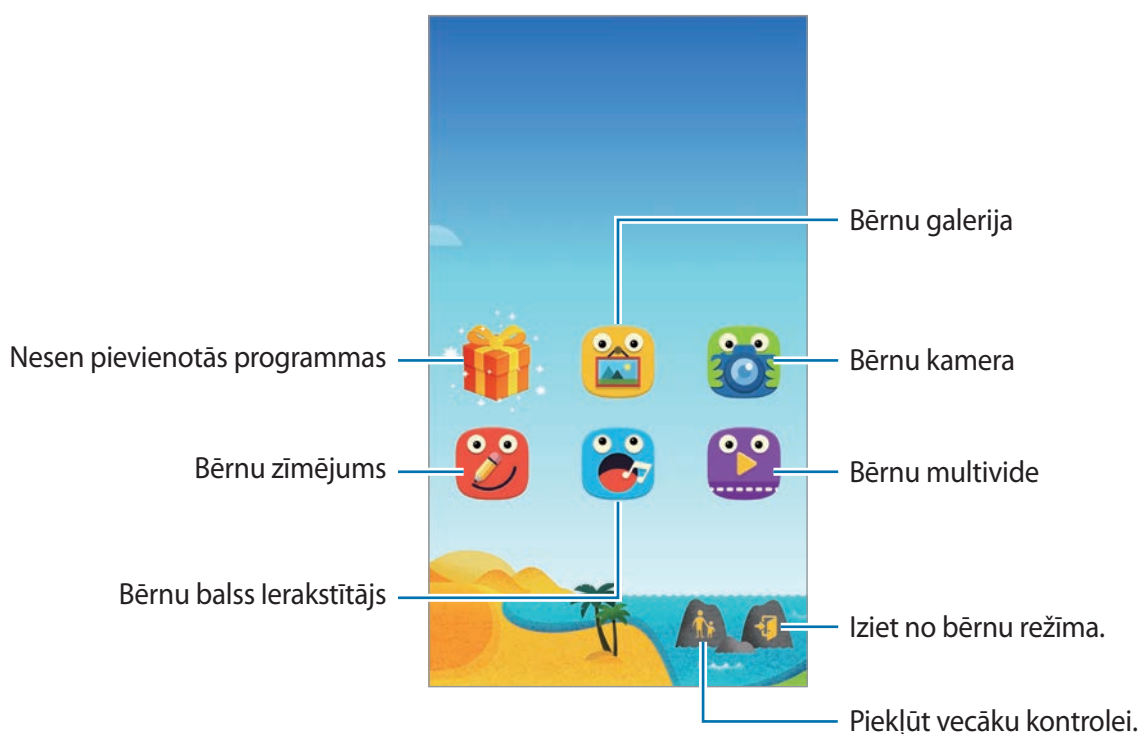 Bērnu galerija
Nesen pievienotās programmas
Bērnu kamera
Bērnu zīmējums
Bērnu multivide
Bērnu balss Ierakstītājs
Iziet no bērnu režīma.
Piekļūt vecāku kontrolei.